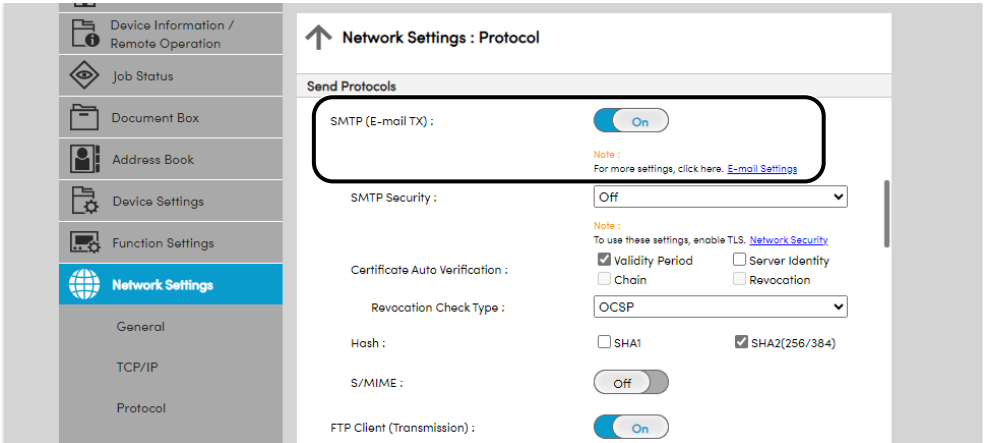 Device Information /
Remote Operation
Job Status
Document Box
Address Book
Device Settings
Function Settings
Network Settings
General
TCP/IP
Protocol
Network Settings : Protocol
Send Protocols
SMTP (E-mail TX) :
On
Note :
For more settings, click here. E-mail Settings
SMTP Security :
Off
Note :
To use these settings, enable TLS. Network Security
Certificate Auto Verification :
Validity Period
Server Identity
Chain
Revocation
Revocation Check Type :
OCSP
Hash :
SHA1
SHA2(256/384)
S/MIME :
Off
FTP Client (Transmission) :
On